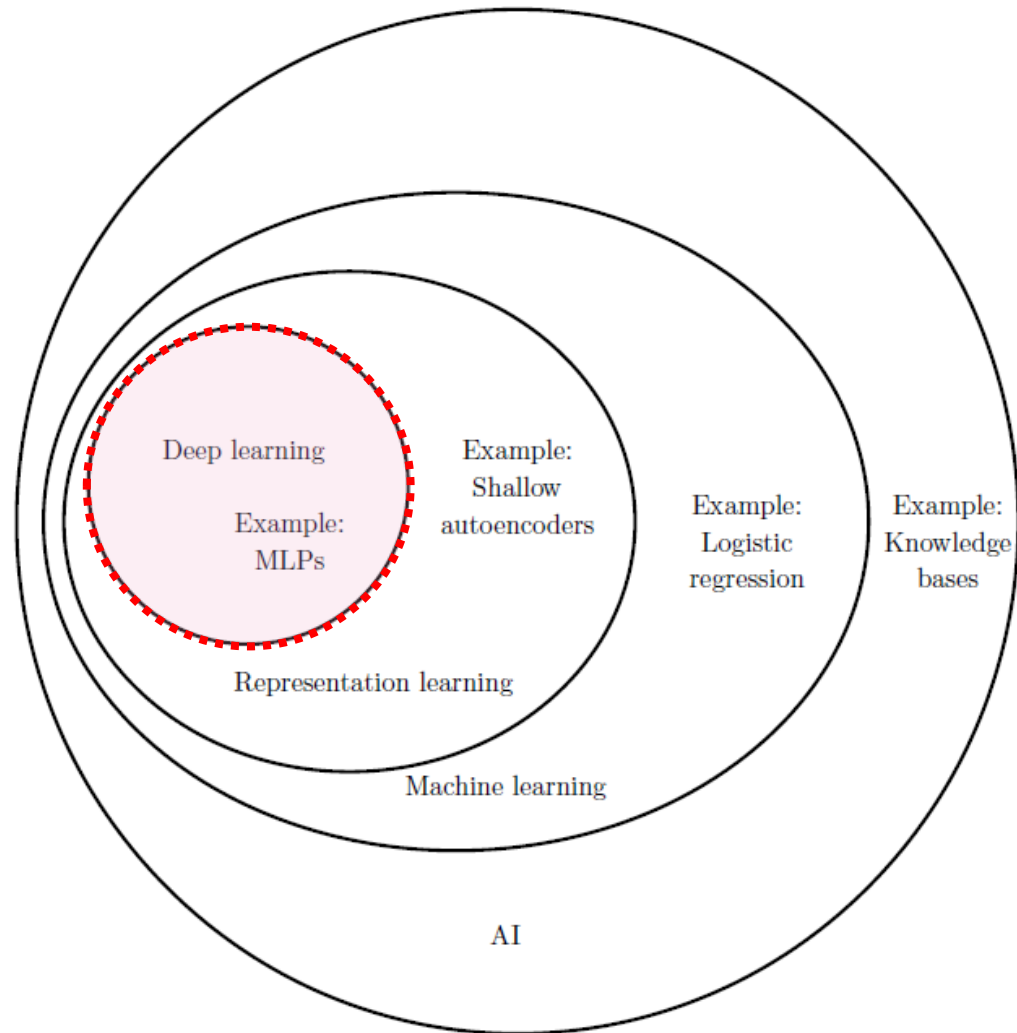 Deep learning
Example:
MLPs
Example:
Shallow
autoencoders
Example:
Logistic
regression
Example:
Knowledge
bases
Representation learning
Machine learning
AI